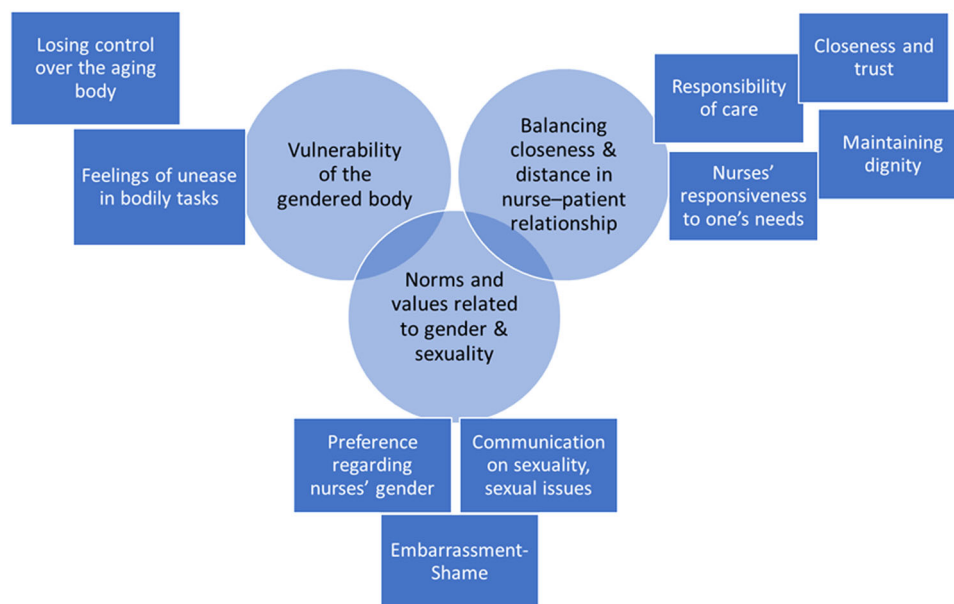 Losing control
over the aging
body
Feelings of unease
in bodily tasks
Vulnerability
of the
gendered body
Balancing
closeness &
distance in
nurse–patient
relationship
Responsibility
of care
Closeness and
trust
Nurses’
responsiveness
to one’s needs
Maintaining
dignity
Norms and
values related
to gender &
sexuality
Preference
regarding
nurses’ gender
Communication
on sexuality,
sexual issues
Embarrassment-
Shame